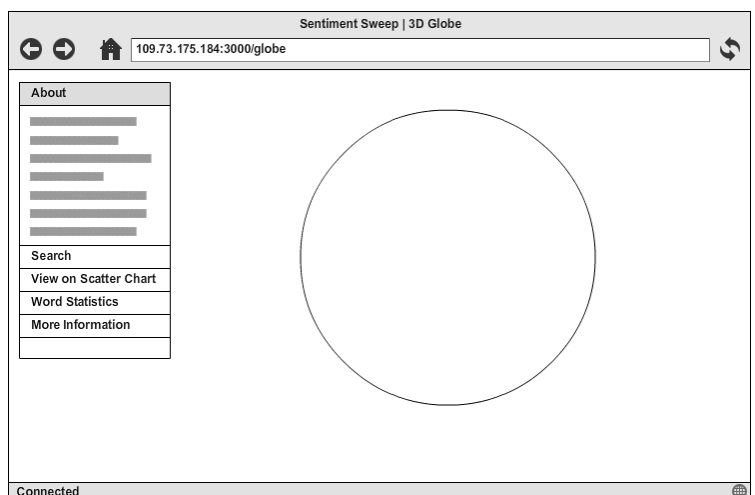 Sentiment Sweep | 3D Globe
109.73.175.184:3000/globe
About
Search
View on Scatter Chart
Word Statistics
More Information
Connected